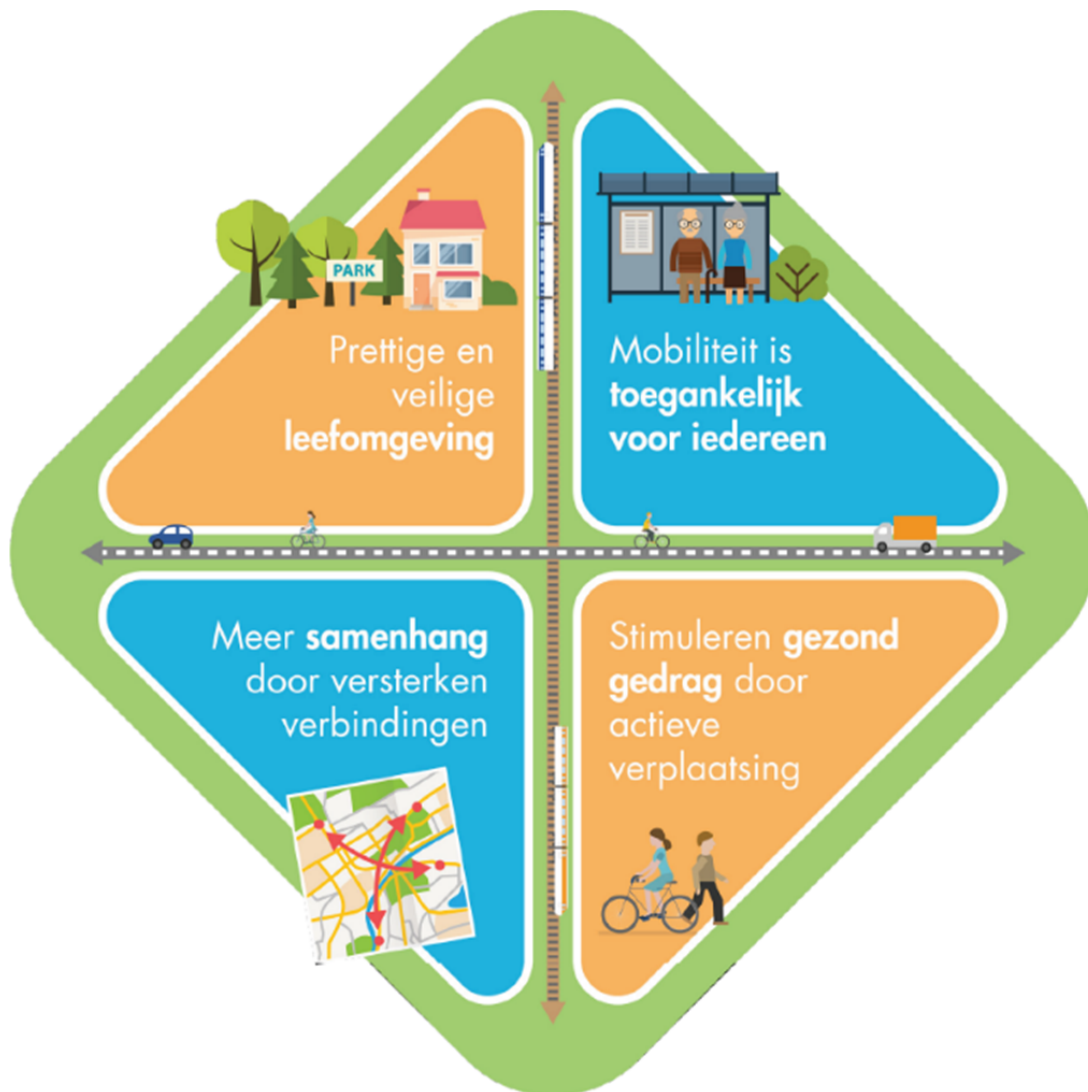 PARK
Prettige en
veilige
leefomgeving
Mobiliteit is
toegankelijk
voor iedereen
Meer samenhang
door versterken
verbindingen
Stimuleren gezond
gedrag door
actieve
verplaatsing